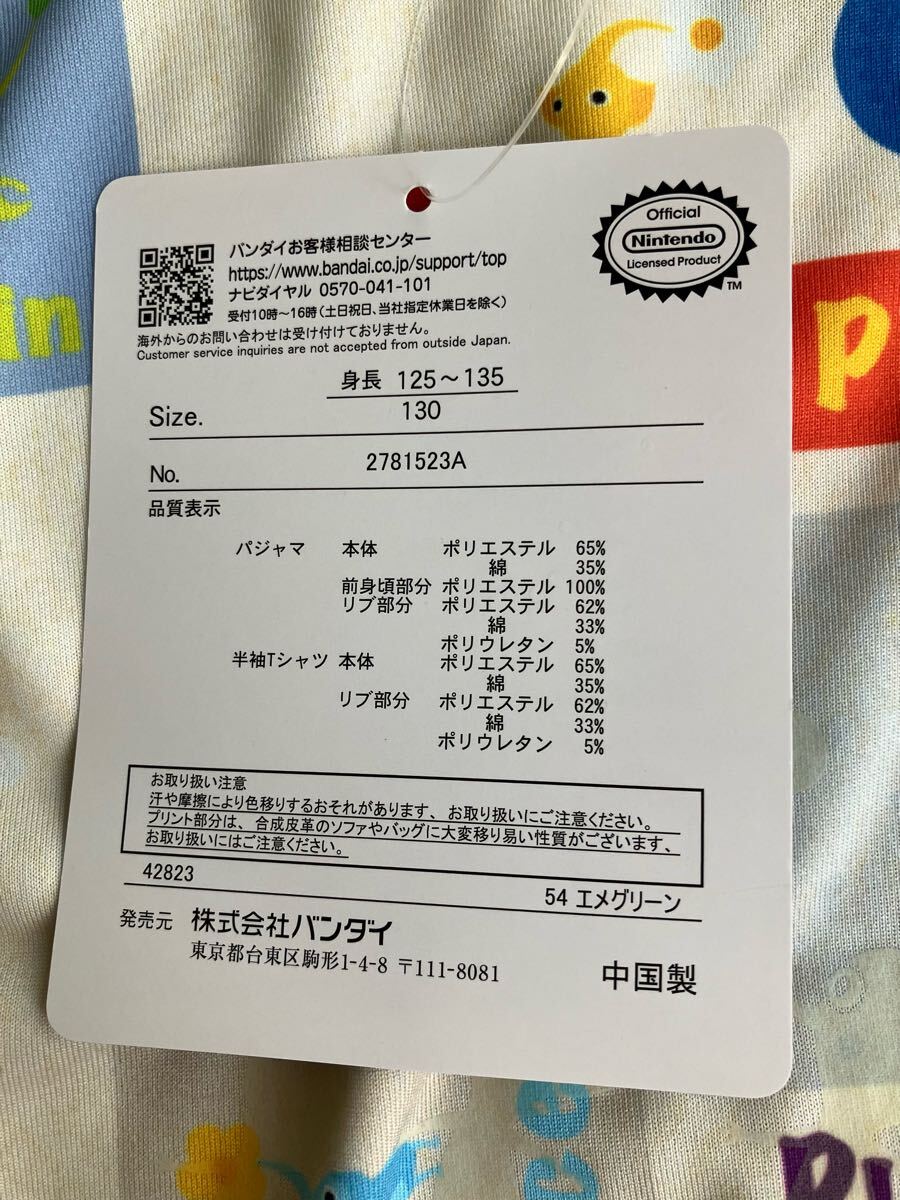 バンダイお客様相談センター
https://www.bandai.co.jp/support/top
ナビダイヤル 0570-041-101
受付10時～16時（土日祝日、当社指定休業日を除く）
海外からのお問い合わせは受け付けておりません。
Customer service inquiries are not accepted from outside Japan.
Official
Nintendo
Licensed Product
TM
身長 125～135
Size. 130
No. 2781523A
品質表示
パジャマ 本体 ポリエステル 65%
綿 35%
前身頃部分 ポリエステル 100%
リブ部分 ポリエステル 62%
綿 33%
ポリウレタン 5%
半袖Tシャツ 本体 ポリエステル 65%
綿 35%
リブ部分 ポリエステル 62%
綿 33%
ポリウレタン 5%
お取り扱い注意
汗や摩擦により色移りするおそれがあります、お取り扱いにご注意ください。
プリント部分は、合成皮革のソファやバッグに大変移り易い性質がございます、
お取り扱いにはご注意ください。
42823 54 エメグリーン
発売元 株式会社バンダイ
東京都台東区駒形1-4-8 〒111-8081
中国製